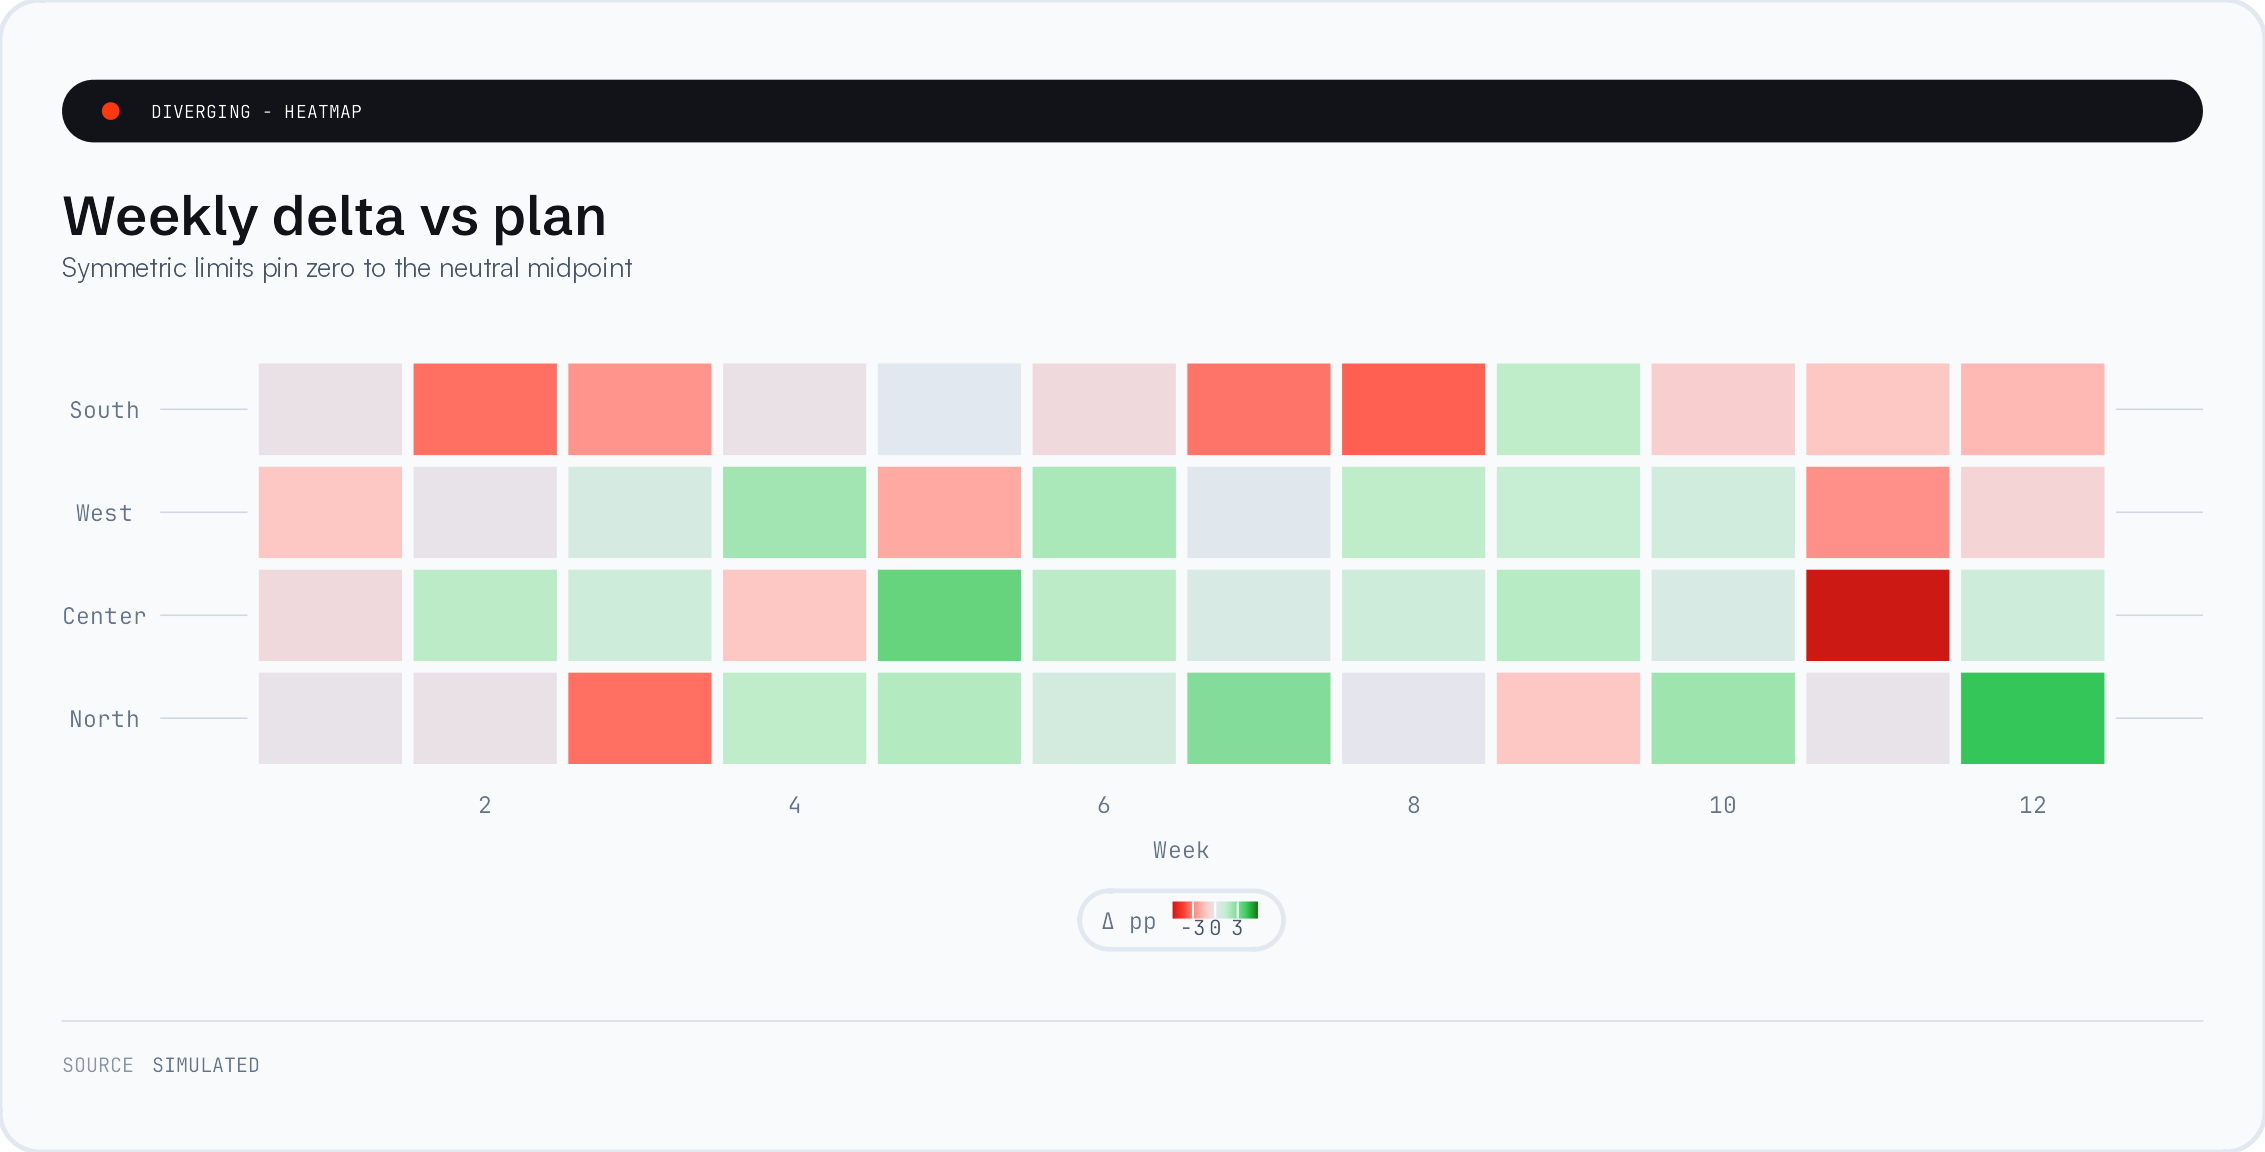 DIVERGING - HEATMAP
Weekly delta vs plan
Symmetric limits pin zero to the neutral midpoint
South
West
Center
North
2 4 6 8 10 12
Week
Δ pp -3 0 3
SOURCE SIMULATED